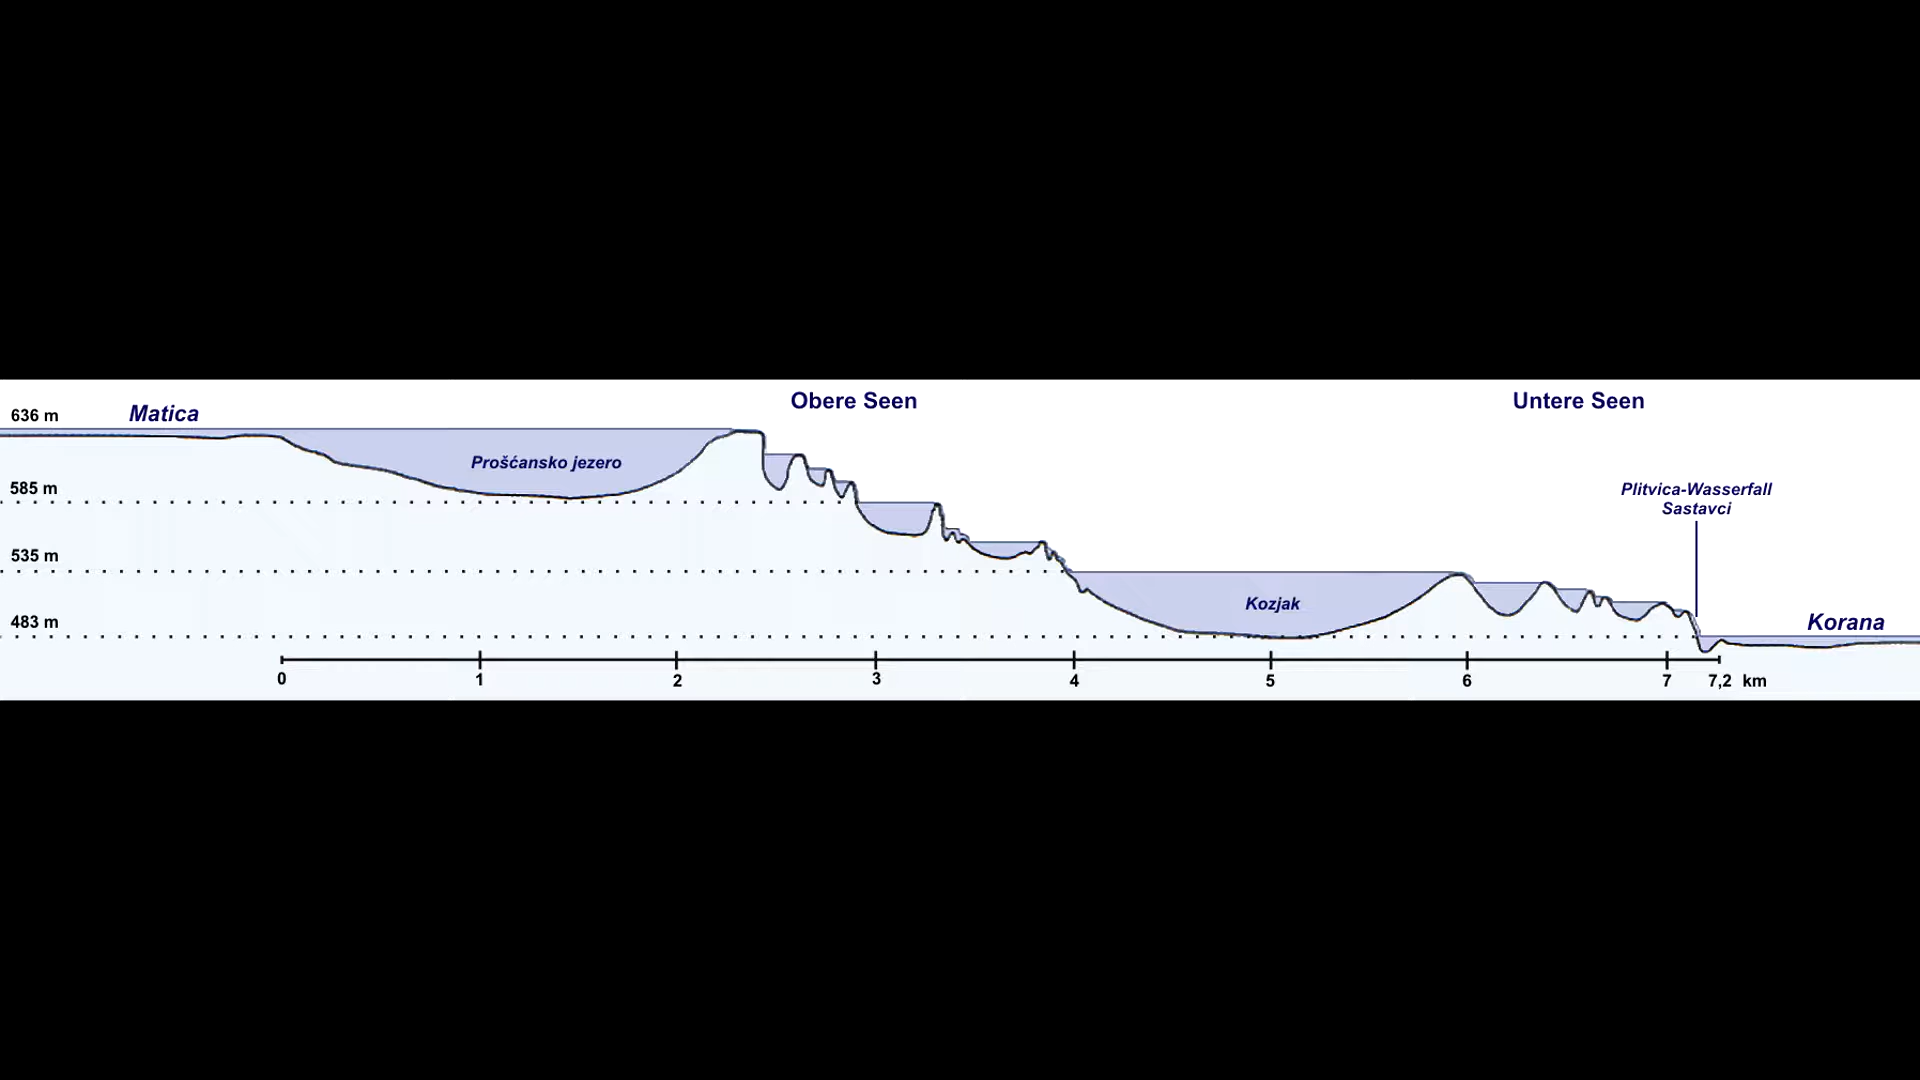 Obere Seen
Untere Seen
636 m
Matica
Prošćansko jezero
585 m
Plitvica-Wasserfall
Sastavci
535 m
Kozjak
483 m
Korana
0 1 2 3 4 5 6 7 7,2 km